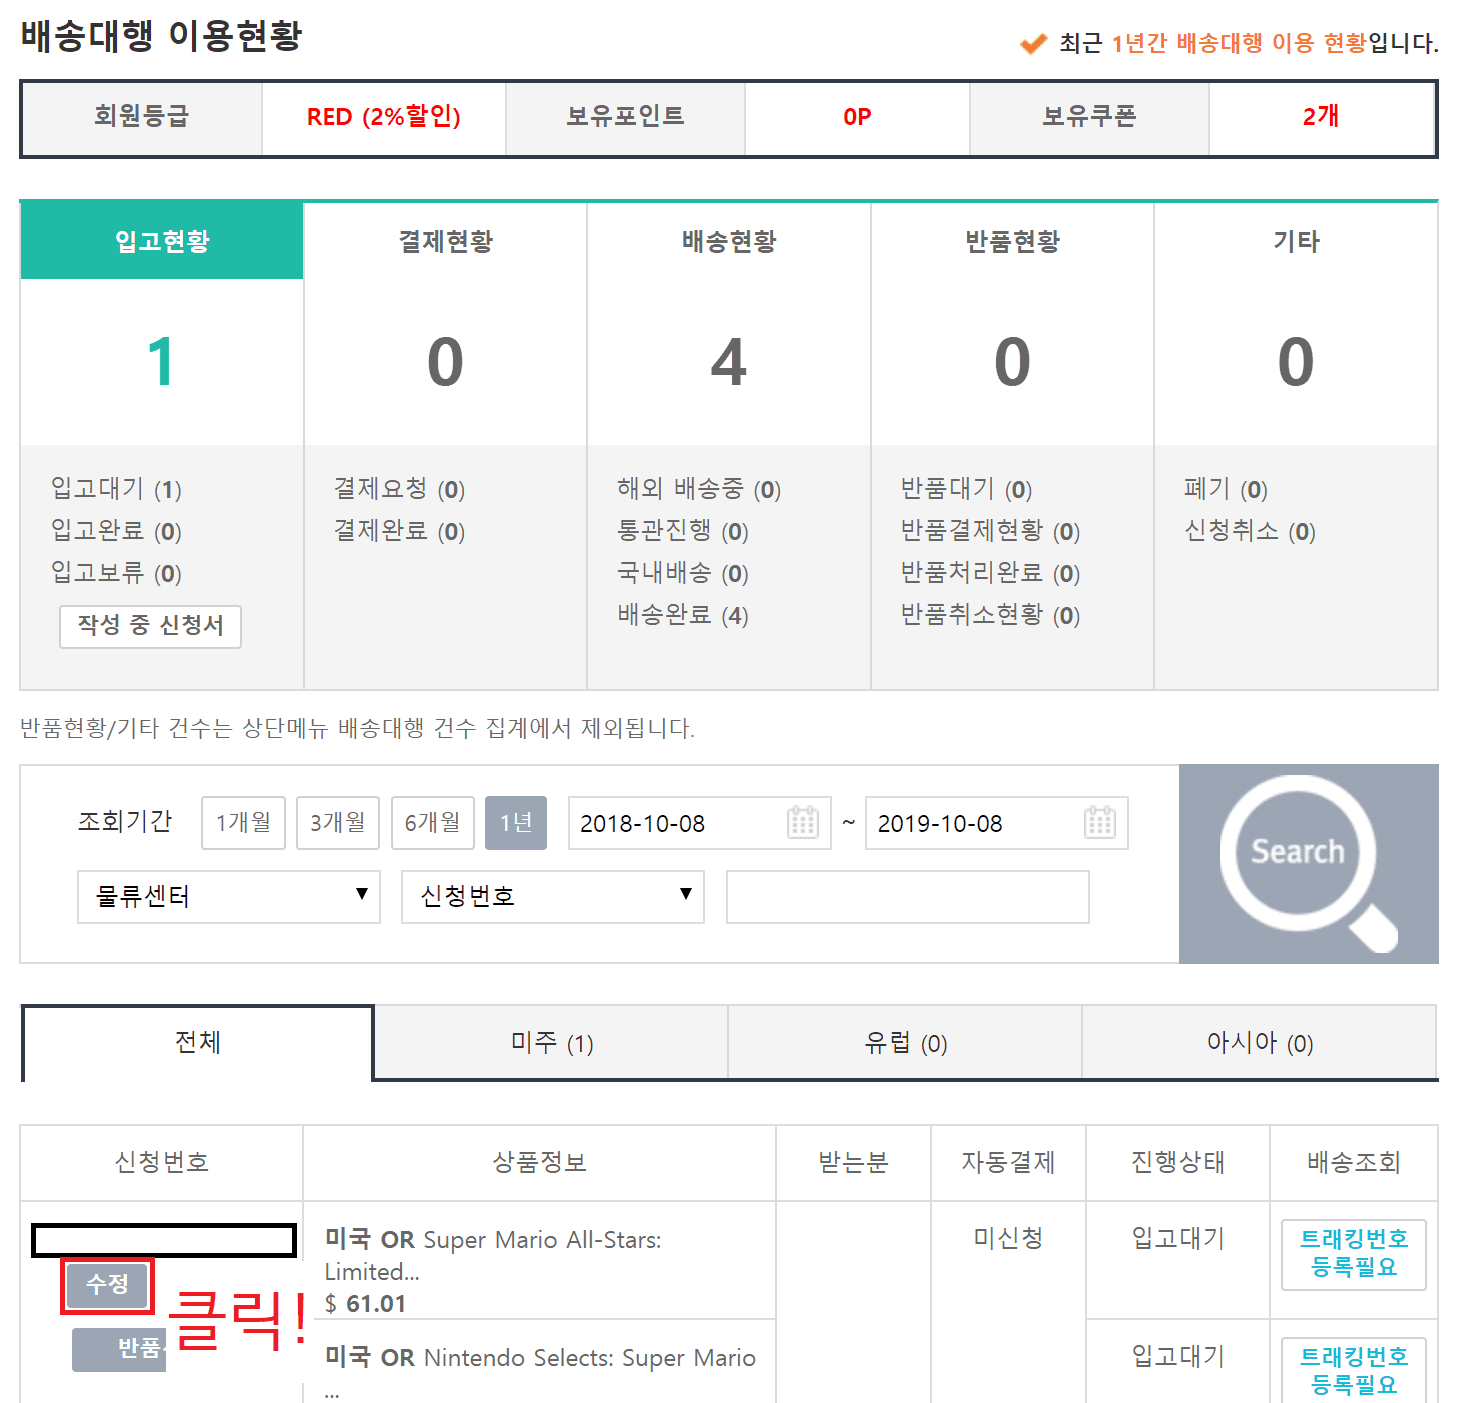 배송대행 이용현황
최근 1년간 배송대행 이용 현황입니다.
회원등급 RED (2%할인) 보유포인트 0P 보유쿠폰 2개
입고현황 결제현황 배송현황 반품현황 기타
1 0 4 0 0
입고대기 (1) 결제요청 (0) 해외 배송중 (0) 반품대기 (0) 폐기 (0)
입고완료 (0) 결제완료 (0) 통관진행 (0) 반품결제현황 (0) 신청취소 (0)
입고보류 (0) 국내배송 (0) 반품처리완료 (0)
작성 중 신청서 배송완료 (4) 반품취소현황 (0)
반품현황/기타 건수는 상단메뉴 배송대행 건수 집계에서 제외됩니다.
조회기간 1개월 3개월 6개월 1년 2018-10-08 ~ 2019-10-08
Search
물류센터 ▼ 신청번호 ▼
전체 미주 (1) 유럽 (0) 아시아 (0)
신청번호 상품정보 받는분 자동결제 진행상태 배송조회
미국 OR Super Mario All-Stars: 미신청 입고대기 트래킹번호
Limited... 등록필요
수정 $ 61.01
클릭!
반품
미국 OR Nintendo Selects: Super Mario 입고대기 트래킹번호
... 등록필요